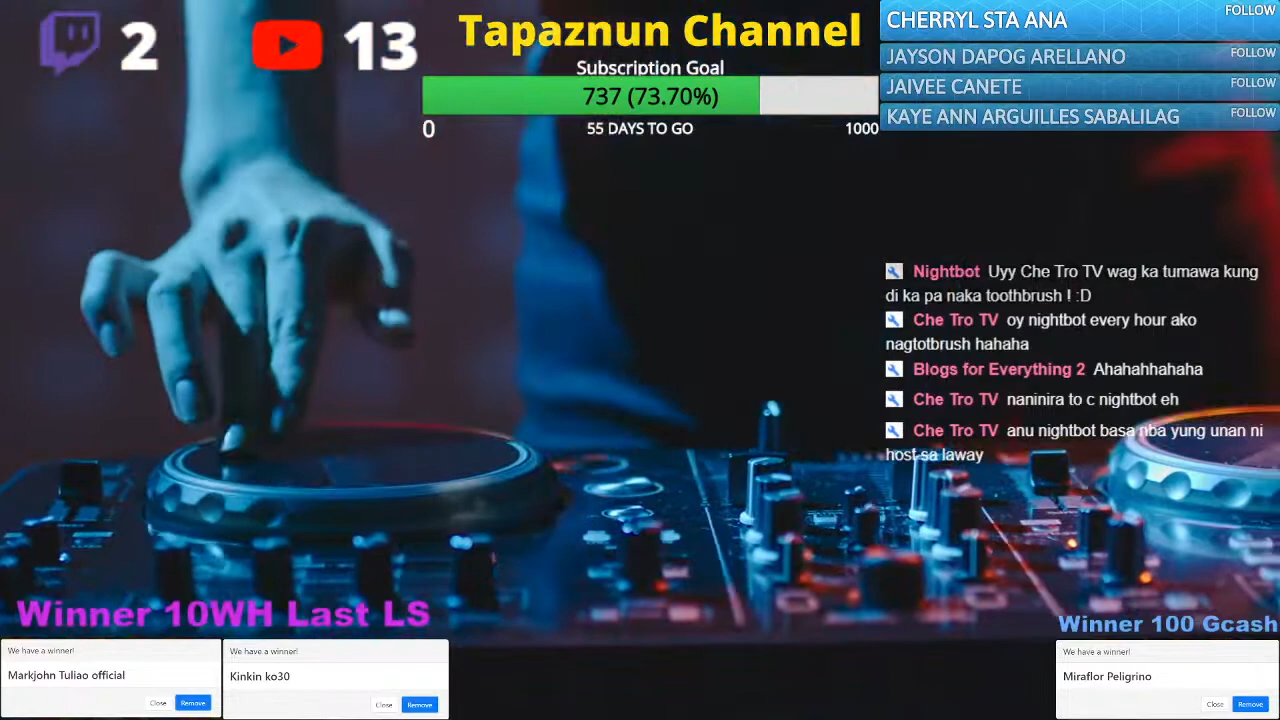 2
13
Tapaznun Channel
Subscription Goal
737 (73.70%)
0
55 DAYS TO GO
1000
CHERRYL STA ANA FOLLOW
JAYSON DAPOG ARELLANO FOLLOW
JAIVEE CANETE FOLLOW
KAYE ANN ARGUILLES SABALILAG FOLLOW
Nightbot Uyy Che Tro TV wag ka tumawa kung
di ka pa naka toothbrush ! :D
Che Tro TV oy nightbot every hour ako
nagtotbrush hahaha
Blogs for Everything 2 Ahahahhahaha
Che Tro TV naninira to c nightbot eh
Che Tro TV anu nightbot basa nba yung unan ni
host sa laway
Winner 10WH Last LS
We have a winner!
Markjohn Tuliao official
Close Remove
We have a winner!
Kinkin ko30
Close Remove
Winner 100 Gcash
We have a winner!
Miraflor Peligrino
Close Remove